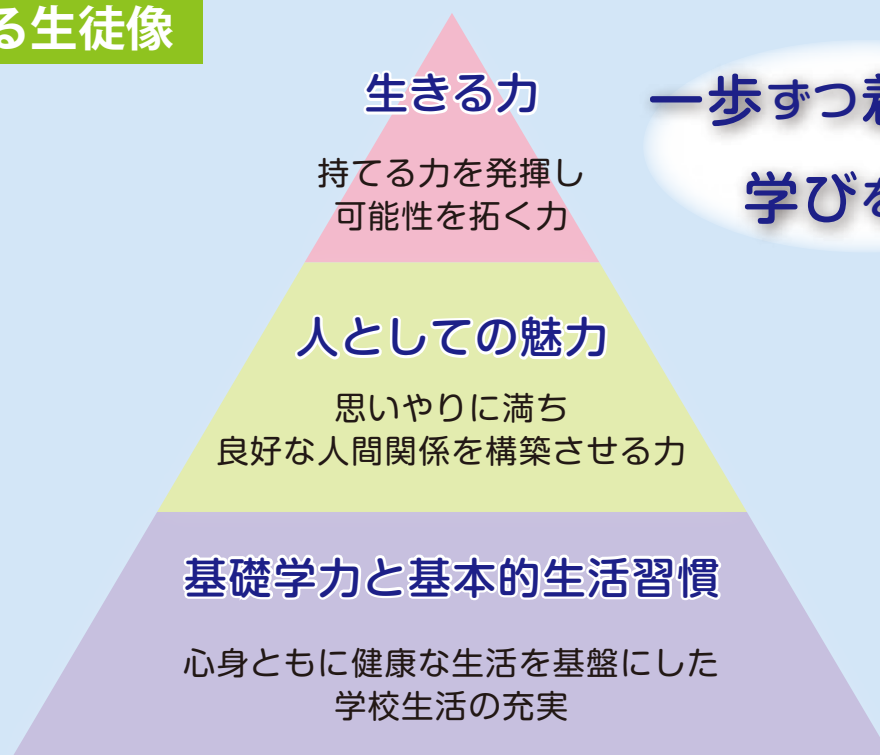 る生徒像
生きる力
持てる力を発揮し
可能性を拓く力
一歩ずつ着
学びを
人としての魅力
思いやりに満ち
良好な人間関係を構築させる力
基礎学力と基本的生活習慣
心身ともに健康な生活を基盤にした
学校生活の充実